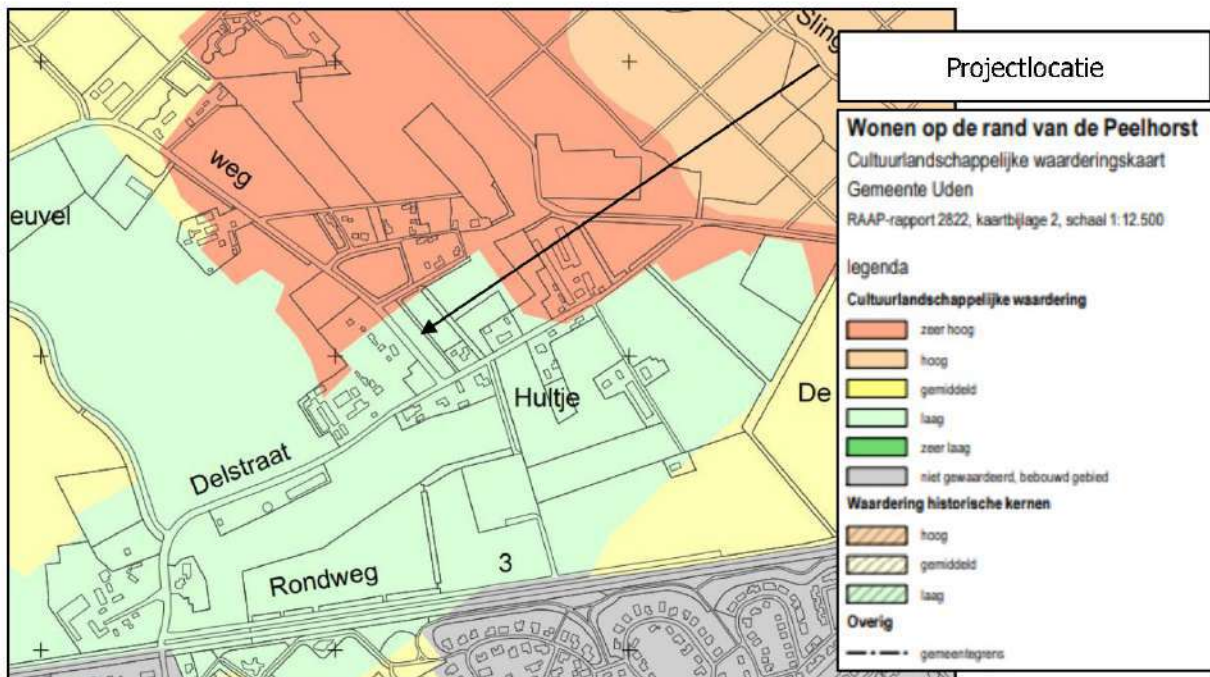 Sling
weg
euvel
Hultje
De
Delstraat
Rondweg
3
Projectlocatie
Wonen op de rand van de Peelhorst
Cultuurlandschappelijke waarderingskaart
Gemeente Uden
RAAP-rapport 2822, kaartbijlage 2, schaal 1:12.500
legenda
Cultuurlandschappelijke waardering
zeer hoog
hoog
gemiddeld
laag
zeer laag
niet gewaardeerd, bebouwd gebied
Waardering historische kernen
hoog
gemiddeld
laag
Overig
gemeentegrens